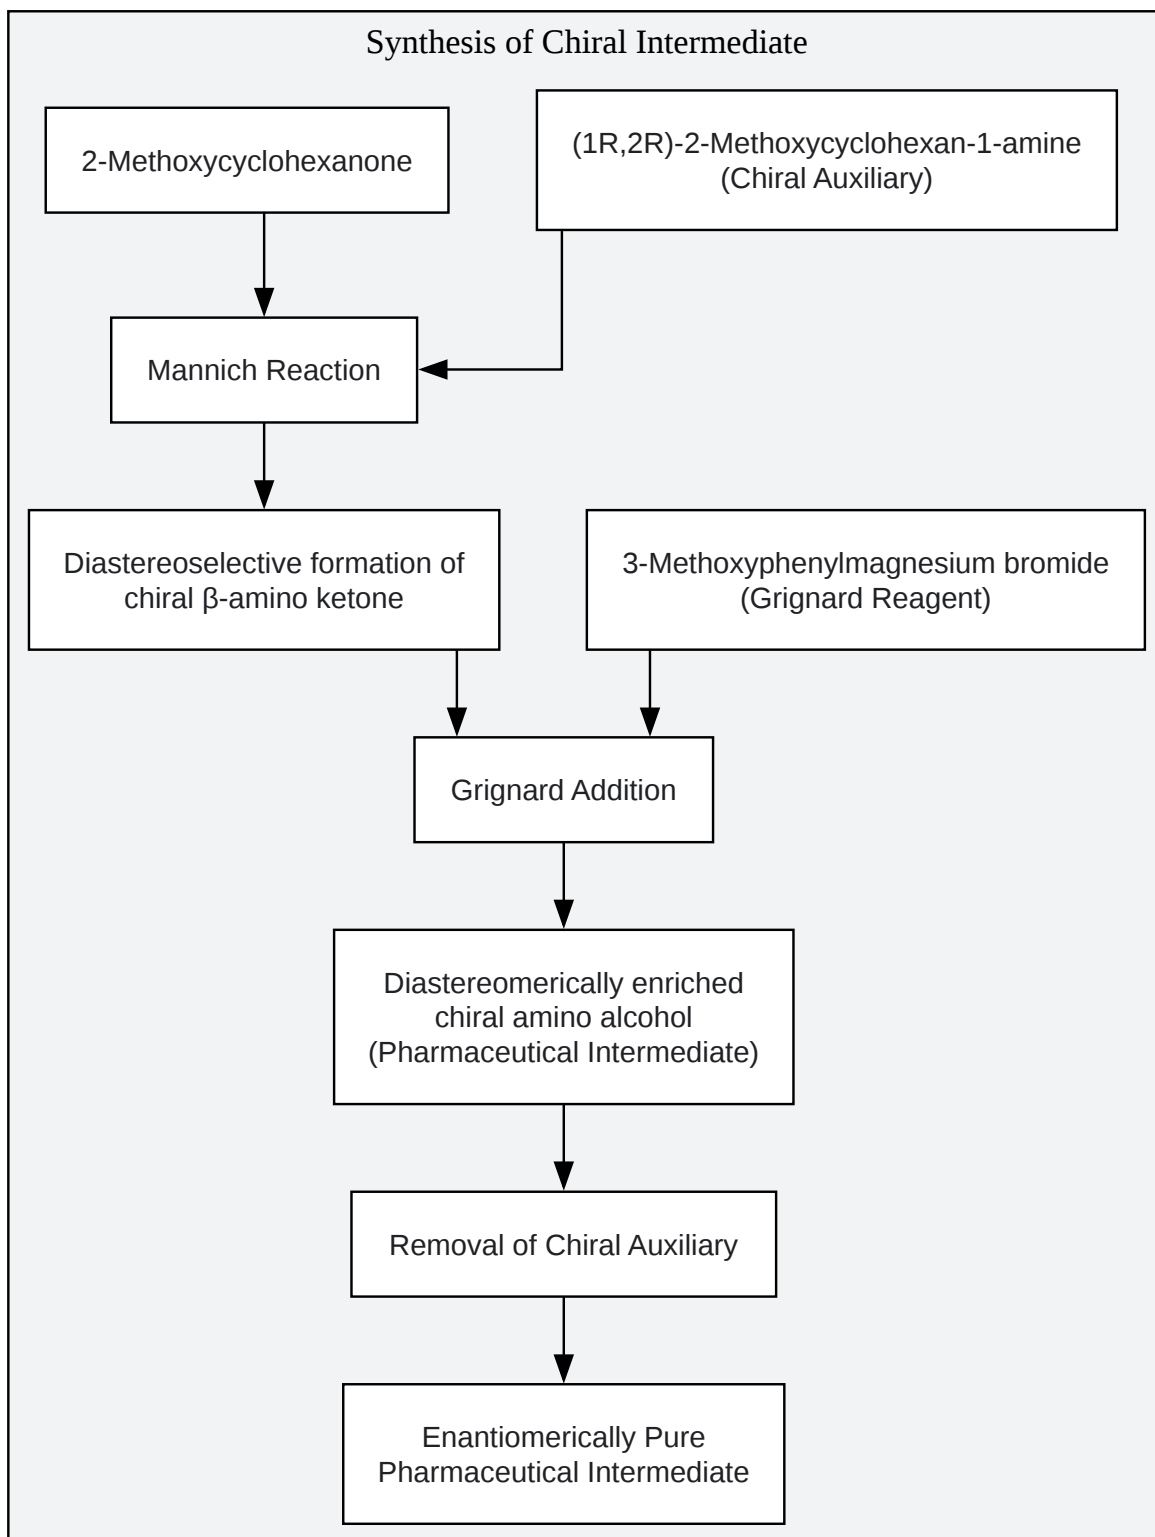 Synthesis of Chiral Intermediate
2-Methoxycyclohexanone
(1R,2R)-2-Methoxycyclohexan-1-amine
(Chiral Auxiliary)
Mannich Reaction
Diastereoselective formation of
chiral β-amino ketone
3-Methoxyphenylmagnesium bromide
(Grignard Reagent)
Grignard Addition
Diastereomerically enriched
chiral amino alcohol
(Pharmaceutical Intermediate)
Removal of Chiral Auxiliary
Enantiomerically Pure
Pharmaceutical Intermediate